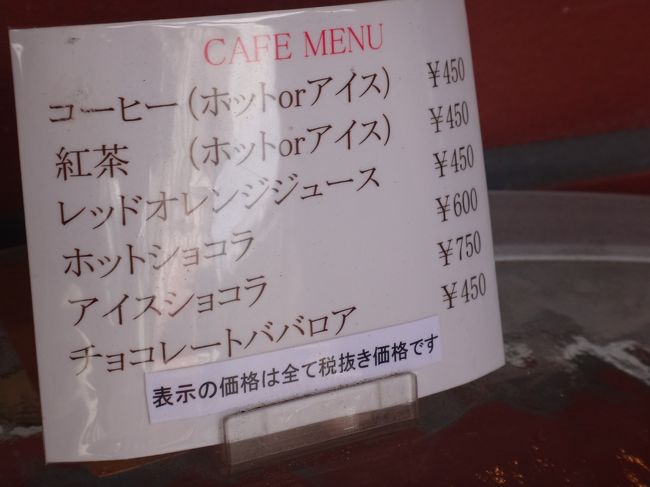 CAFE MENU
コーヒー(ホットorアイス) ¥450
紅茶 (ホットorアイス) ¥450
レッドオレンジジュース ¥450
ホットショコラ ¥600
アイスショコラ ¥750
チョコレートババロア ¥450
表示の価格は全て税抜き価格です